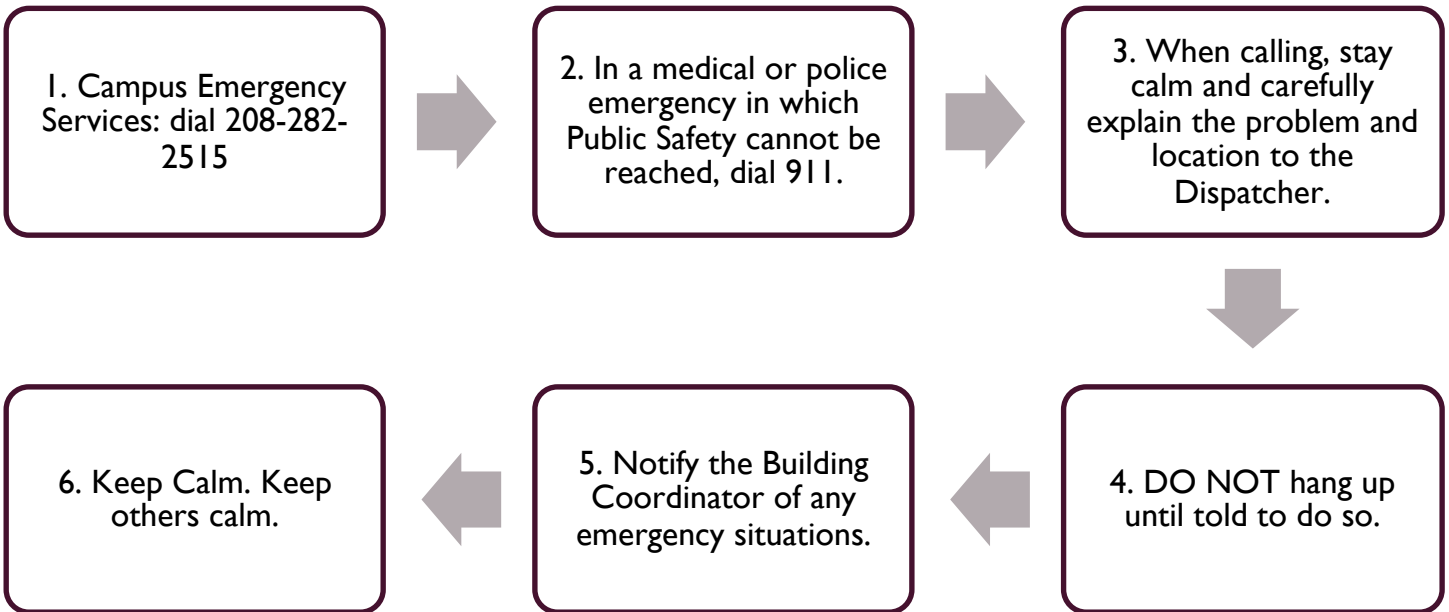 1. Campus Emergency
Services: dial 208-282-
2515
2. In a medical or police
emergency in which
Public Safety cannot be
reached, dial 911.
3. When calling, stay
calm and carefully
explain the problem and
location to the
Dispatcher.
4. DO NOT hang up
until told to do so.
5. Notify the Building
Coordinator of any
emergency situations.
6. Keep Calm. Keep
others calm.